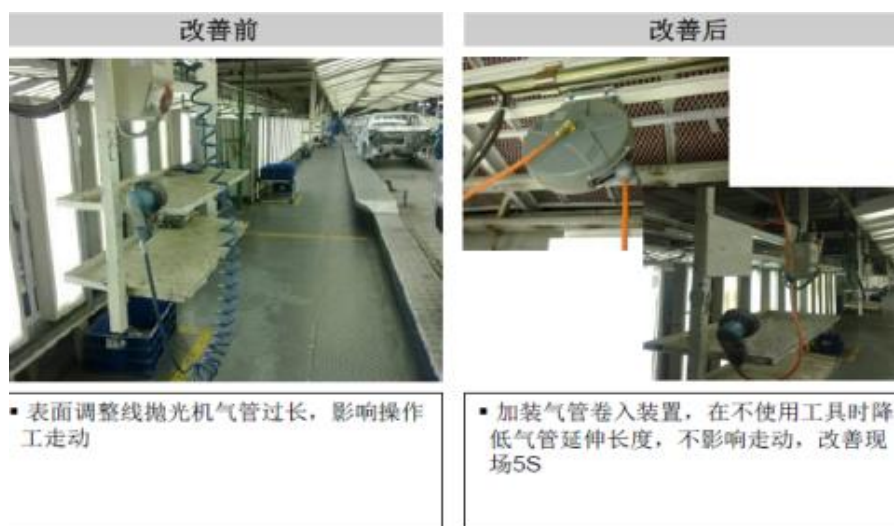 改善前
改善后
▪ 表面调整线抛光机气管过长，影响操作
工走动
▪ 加装气管卷入装置，在不使用工具时降
低气管延伸长度，不影响走动，改善现
场5S